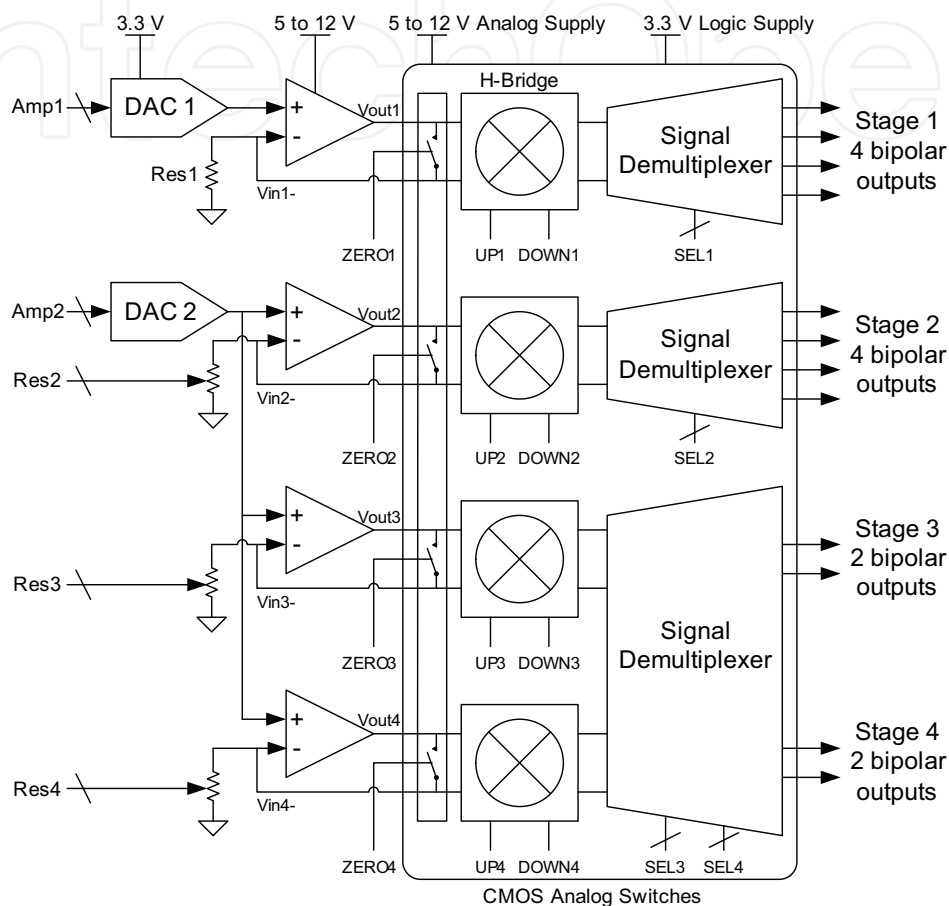 3.3 V
5 to 12 V
5 to 12 V Analog Supply
3.3 V Logic Supply
H-Bridge
Amp1
DAC 1
+
-
Vout1
Res1
Vin1-
Signal
Demultiplexer
Stage 1
4 bipolar
outputs
ZERO1
UP1
DOWN1
SEL1
Amp2
DAC 2
+
-
Vout2
Res2
Vin2-
Signal
Demultiplexer
Stage 2
4 bipolar
outputs
ZERO2
UP2
DOWN2
SEL2
+
-
Vout3
Res3
Vin3-
Stage 3
2 bipolar
outputs
ZERO3
UP3
DOWN3
Signal
Demultiplexer
+
-
Vout4
Res4
Vin4-
Stage 4
2 bipolar
outputs
ZERO4
UP4
DOWN4
SEL3
SEL4
CMOS Analog Switches